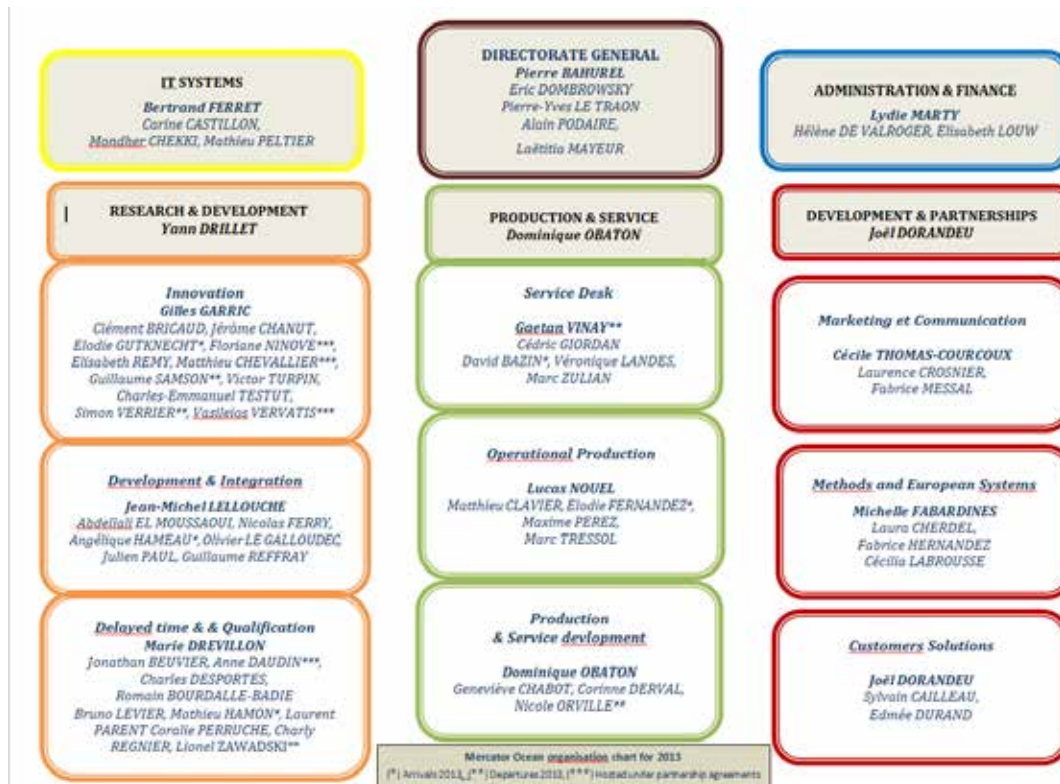 IT SYSTEMS
Bertrand FERRET
Carine CASTILLON,
Mondher CHEKKI, Mathieu PELTIER
DIRECTORATE GENERAL
Pierre BAHUREL
Eric DOMBROWSKY
Pierre-Yves LE TRAON
Alain PODAIRE,
Laëtitia MAYEUR
ADMINISTRATION & FINANCE
Lydie MARTY
Hélène DE VALROGER, Elisabeth LOUW
RESEARCH & DEVELOPMENT
Yann DRILLET
Innovation
Gilles GARRIC
Clément BRICAUD, Jérôme CHANUT,
Elodie GUTKNECHT*, Floriane NINOVE***,
Elisabeth REMY, Matthieu CHEVALLIER***,
Guillaume SAMSON**, Victor TURPIN,
Charles-Emmanuel TESTUT,
Simon VERRIER**, Vasileios VERVATIS***
Development & Integration
Jean-Michel LELLOUCHE
Abdellali EL MOUSSAOUI, Nicolas FERRY,
Angélique HAMEAU*, Olivier LE GALLOUDEC,
Julien PAUL, Guillaume REFFRAY
Delayed time & & Qualification
Marie DREVILLON
Jonathan BEUVIER, Anne DAUDIN***,
Charles DESPORTES,
Romain BOURDALLE-BADIE
Bruno LEVIER, Mathieu HAMON*, Laurent
PARENT Coralie PERRUCHE, Charly
REGNIER, Lionel ZAWADSKI**
PRODUCTION & SERVICE
Dominique OBATON
Service Desk
Gaetan VINAY**
Cédric GIORDAN
David BAZIN*, Véronique LANDES,
Marc ZULIAN
Operational Production
Lucas NOUEL
Matthieu CLAVIER, Elodie FERNANDEZ*,
Maxime PEREZ,
Marc TRESSOL
Production
& Service devlopment
Dominique OBATON
Geneviève CHABOT, Corinne DERVAL,
Nicole ORVILLE**
DEVELOPMENT & PARTNERSHIPS
Joël DORANDEU
Marketing et Communication
Cécile THOMAS-COURCOUX
Laurence CROSNIER,
Fabrice MESSAL
Methods and European Systems
Michelle FABARDINES
Laura CHERDEL,
Fabrice HERNANDEZ
Cécilia LABROUSSE
Customers Solutions
Joël DORANDEU
Sylvain CAILLEAU,
Edmée DURAND
Mercator Ocean organisation chart for 2013
(*) Arrivals 2013, (**) Departures 2013, (***) Hosted under partnership agreements